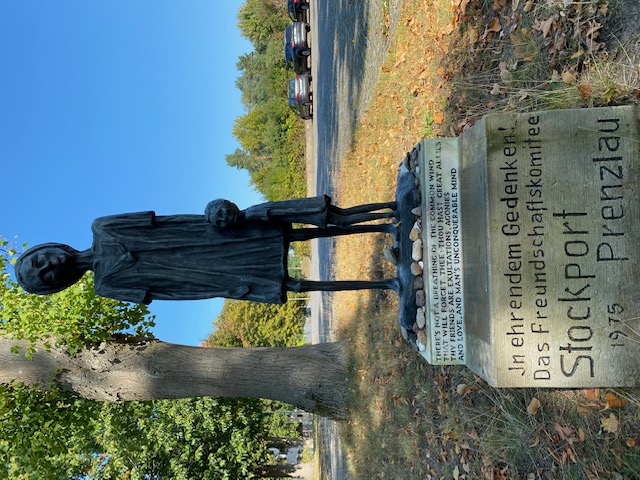 THERE'S NOT A BREATHING OF THE COMMON WIND
THAT WILL FORGET THEE: THOU HAST GREAT ALLIES
THY FRIENDS ARE EXULTATIONS, AGONIES
AND LOVE, AND MAN'S UNCONQUERABLE MIND
In ehrendem Gedenken!
Das Freundschaftskomitee
Stockport
1975 Prenzlau